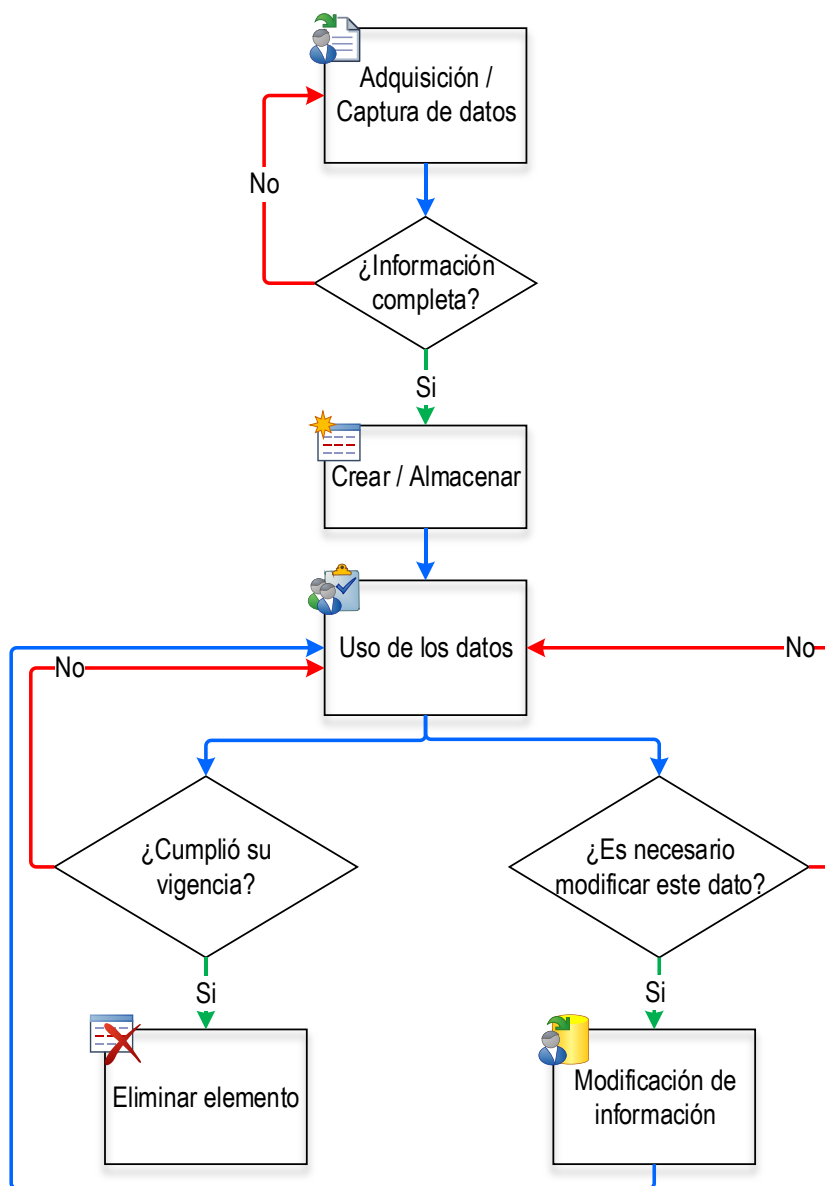 Adquisición /
Captura de datos
No
¿Información
completa?
Si
Crear / Almacenar
Uso de los datos
No
No
¿Cumplió su
vigencia?
¿Es necesario
modificar este dato?
Si
Si
Eliminar elemento
Modificación de
información